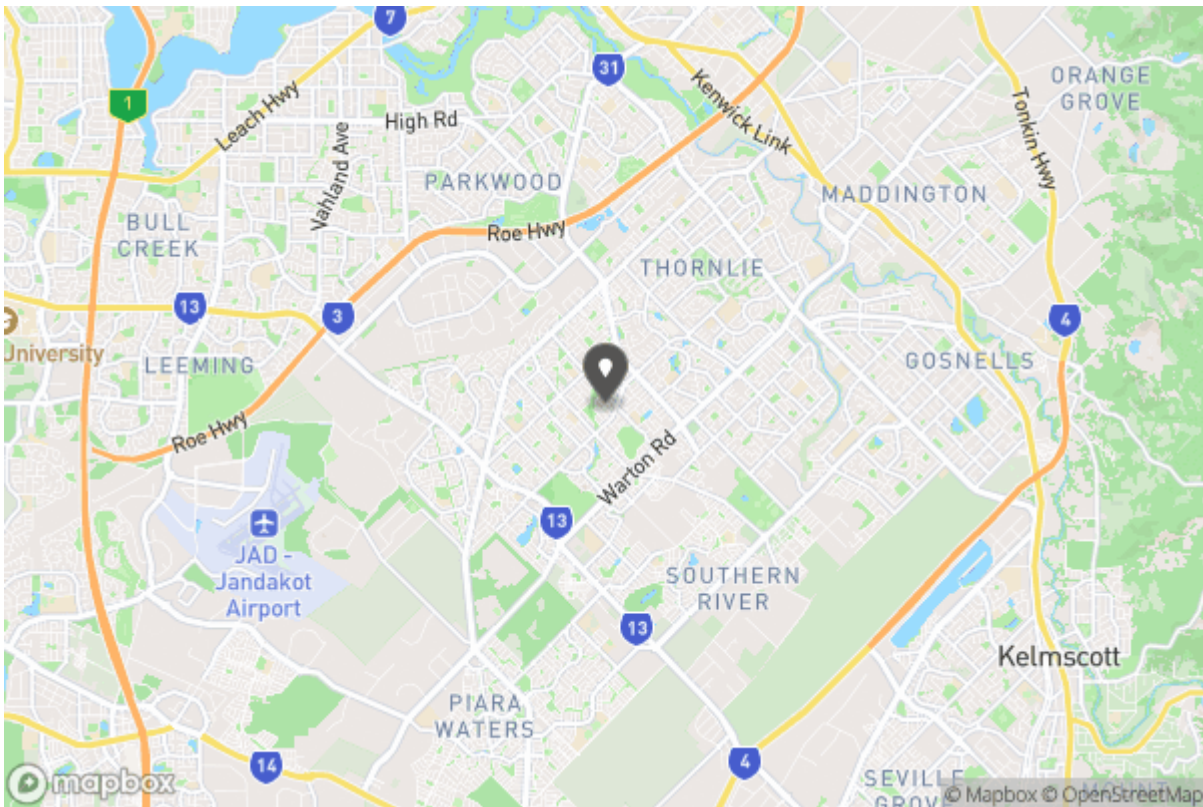 7
31
ORANGE
GROVE
1
Leach Hwy
High Rd
Kenwick Link
Tonkin Hwy
Vahland Ave
PARKWOOD
MADDINGTON
BULL
CREEK
Roe Hwy
THORNLIE
13
3
4
University
LEEMING
GOSNELLS
Roe Hwy
Warton Rd
13
JAD -
Jandakot
Airport
SOUTHERN
RIVER
13
Kelmscott
PIARA
WATERS
14
4
SEVILLE
GROVE
mapbox
© Mapbox © OpenStreetMap